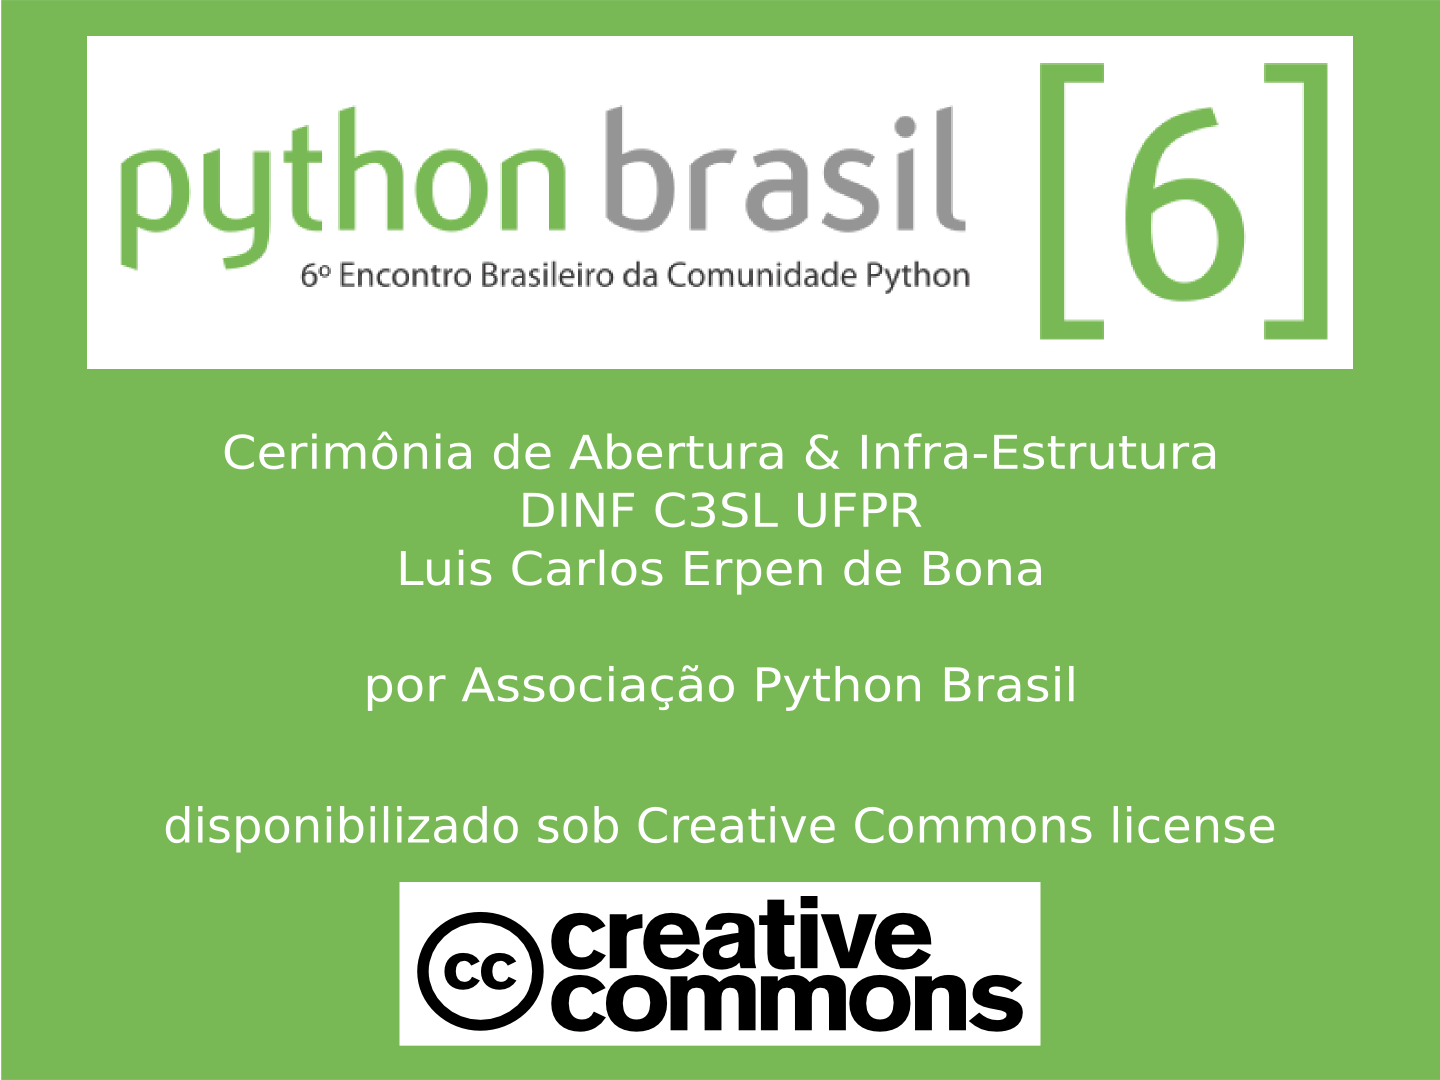 python brasil [6]
6º Encontro Brasileiro da Comunidade Python
Cerimônia de Abertura & Infra-Estrutura
DINF C3SL UFPR
Luis Carlos Erpen de Bona
por Associação Python Brasil
disponibilizado sob Creative Commons license
cc creative
commons